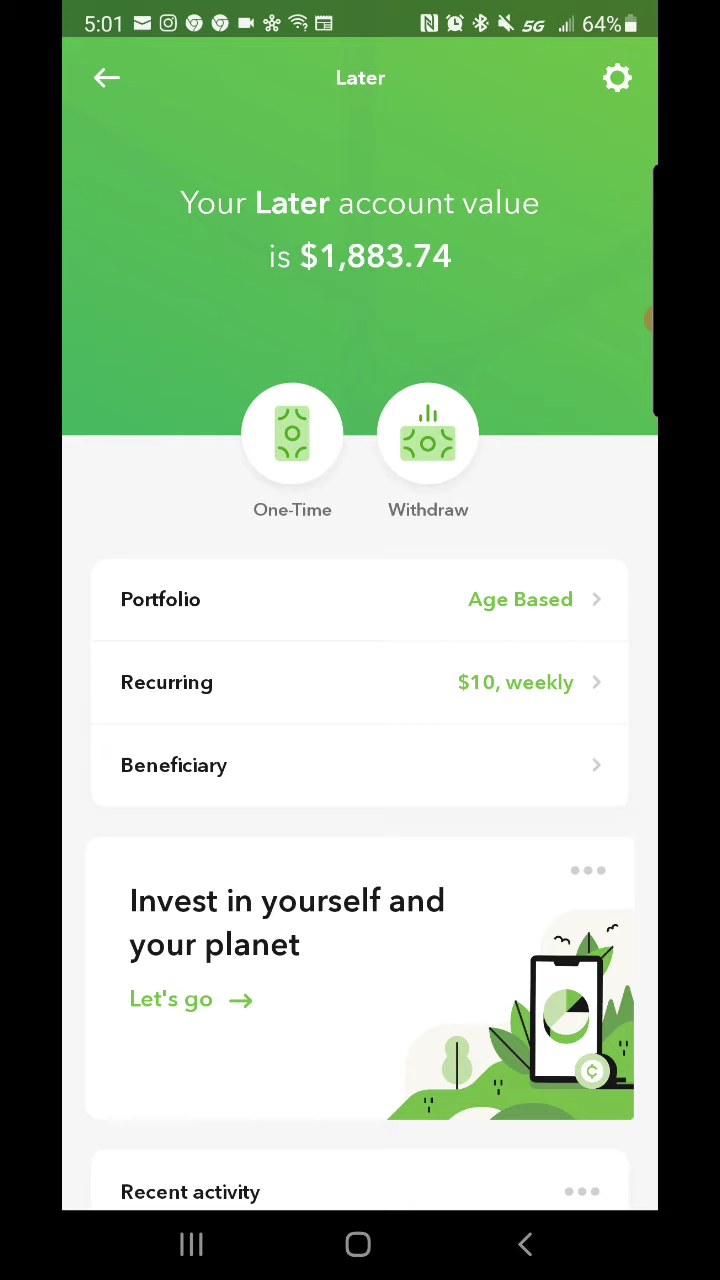 5:01
5G
64%
Later
Your Later account value
is $1,883.74
One-Time
Withdraw
Portfolio
Age Based
Recurring
$10, weekly
Beneficiary
Invest in yourself and
your planet
Let's go
¢
Recent activity